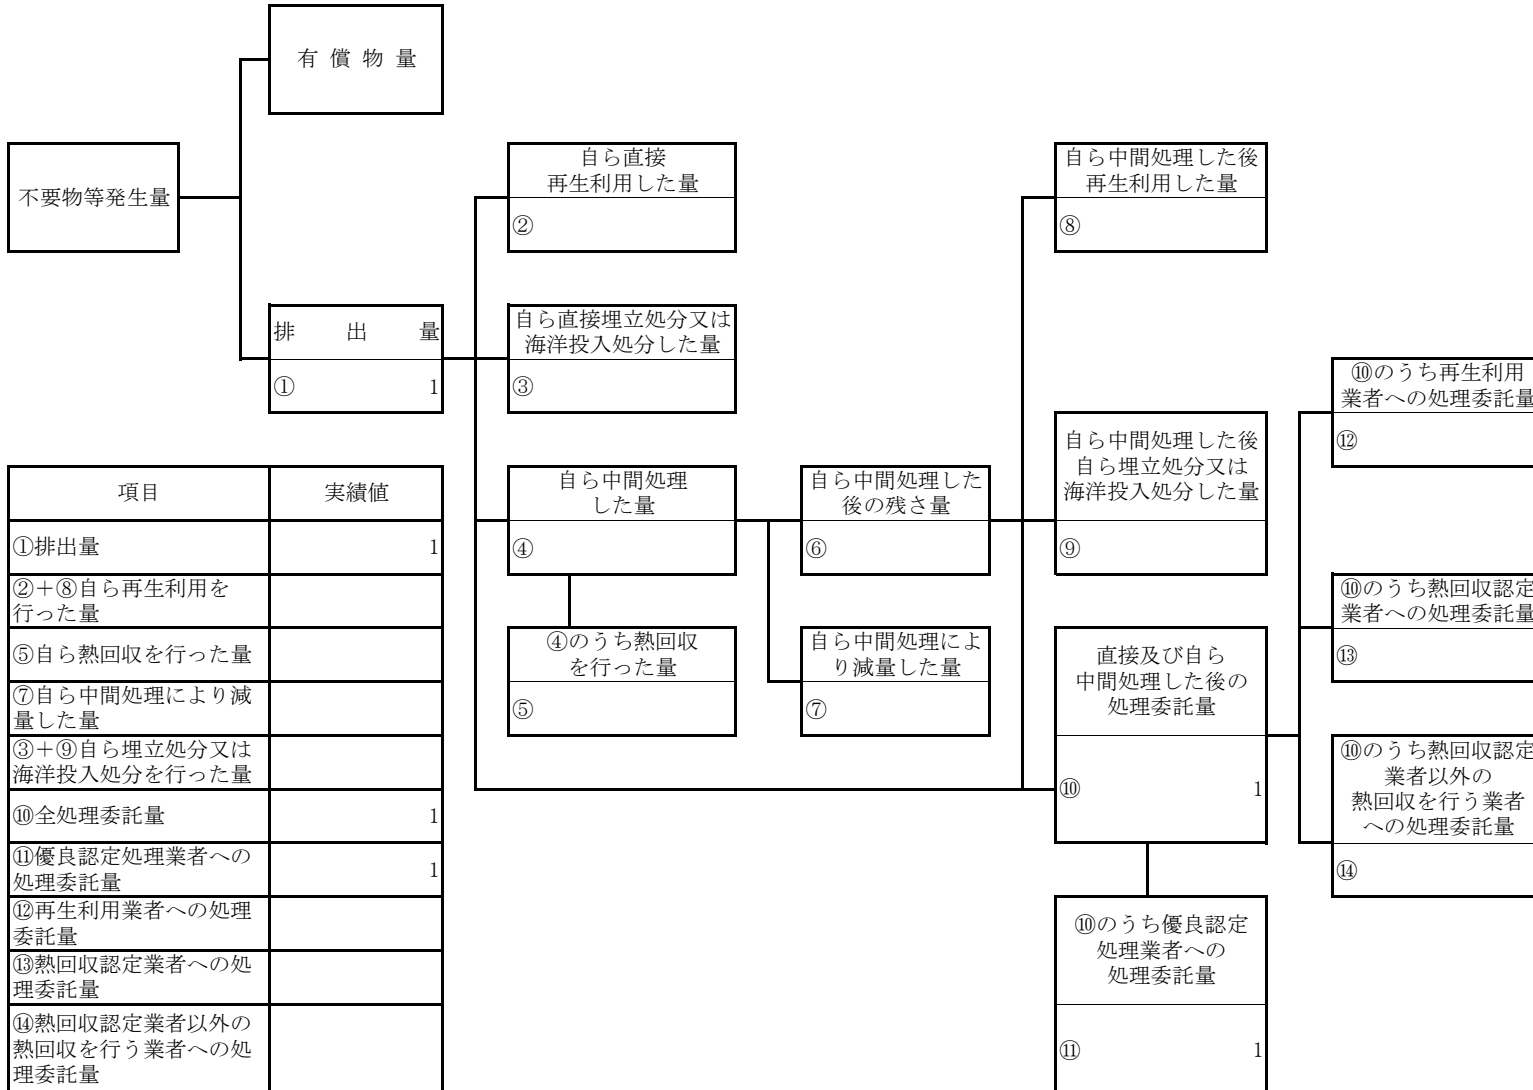 有 償 物 量
不要物等発生量
自ら直接
再生利用した量
②
自ら中間処理した後
再生利用した量
⑧
排 出 量
① 1
自ら直接埋立処分又は
海洋投入処分した量
③
⑩のうち再生利用
業者への処理委託量
⑫
自ら中間処理した後
自ら埋立処分又は
海洋投入処分した量
⑨
自ら中間処理
した量
④
自ら中間処理した
後の残さ量
⑥
④のうち熱回収
を行った量
⑤
自ら中間処理によ
り減量した量
⑦
直接及び自ら
中間処理した後の
処理委託量
⑩ 1
⑩のうち熱回収認定
業者への処理委託量
⑬
⑩のうち熱回収認定
業者以外の
熱回収を行う業者
への処理委託量
⑭
⑩のうち優良認定
処理業者への
処理委託量
⑪ 1
項目 実績値
①排出量 1
②+⑧自ら再生利用を
行った量
⑤自ら熱回収を行った量
⑦自ら中間処理により減
量した量
③+⑨自ら埋立処分又は
海洋投入処分を行った量
⑩全処理委託量 1
⑪優良認定処理業者への
処理委託量 1
⑫再生利用業者への処理
委託量
⑬熱回収認定業者への処
理委託量
⑭熱回収認定業者以外の
熱回収を行う業者への処
理委託量